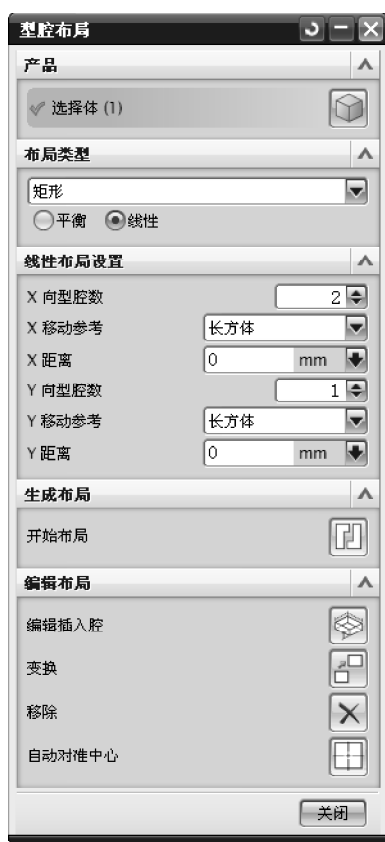 型腔布局
产品
选择体 (1)
布局类型
矩形
平衡 线性
线性布局设置
X 向型腔数 2
X 移动参考 长方体
X 距离 0 mm
Y 向型腔数 1
Y 移动参考 长方体
Y 距离 0 mm
生成布局
开始布局
编辑布局
编辑插入腔
变换
移除
自动对准中心
关闭